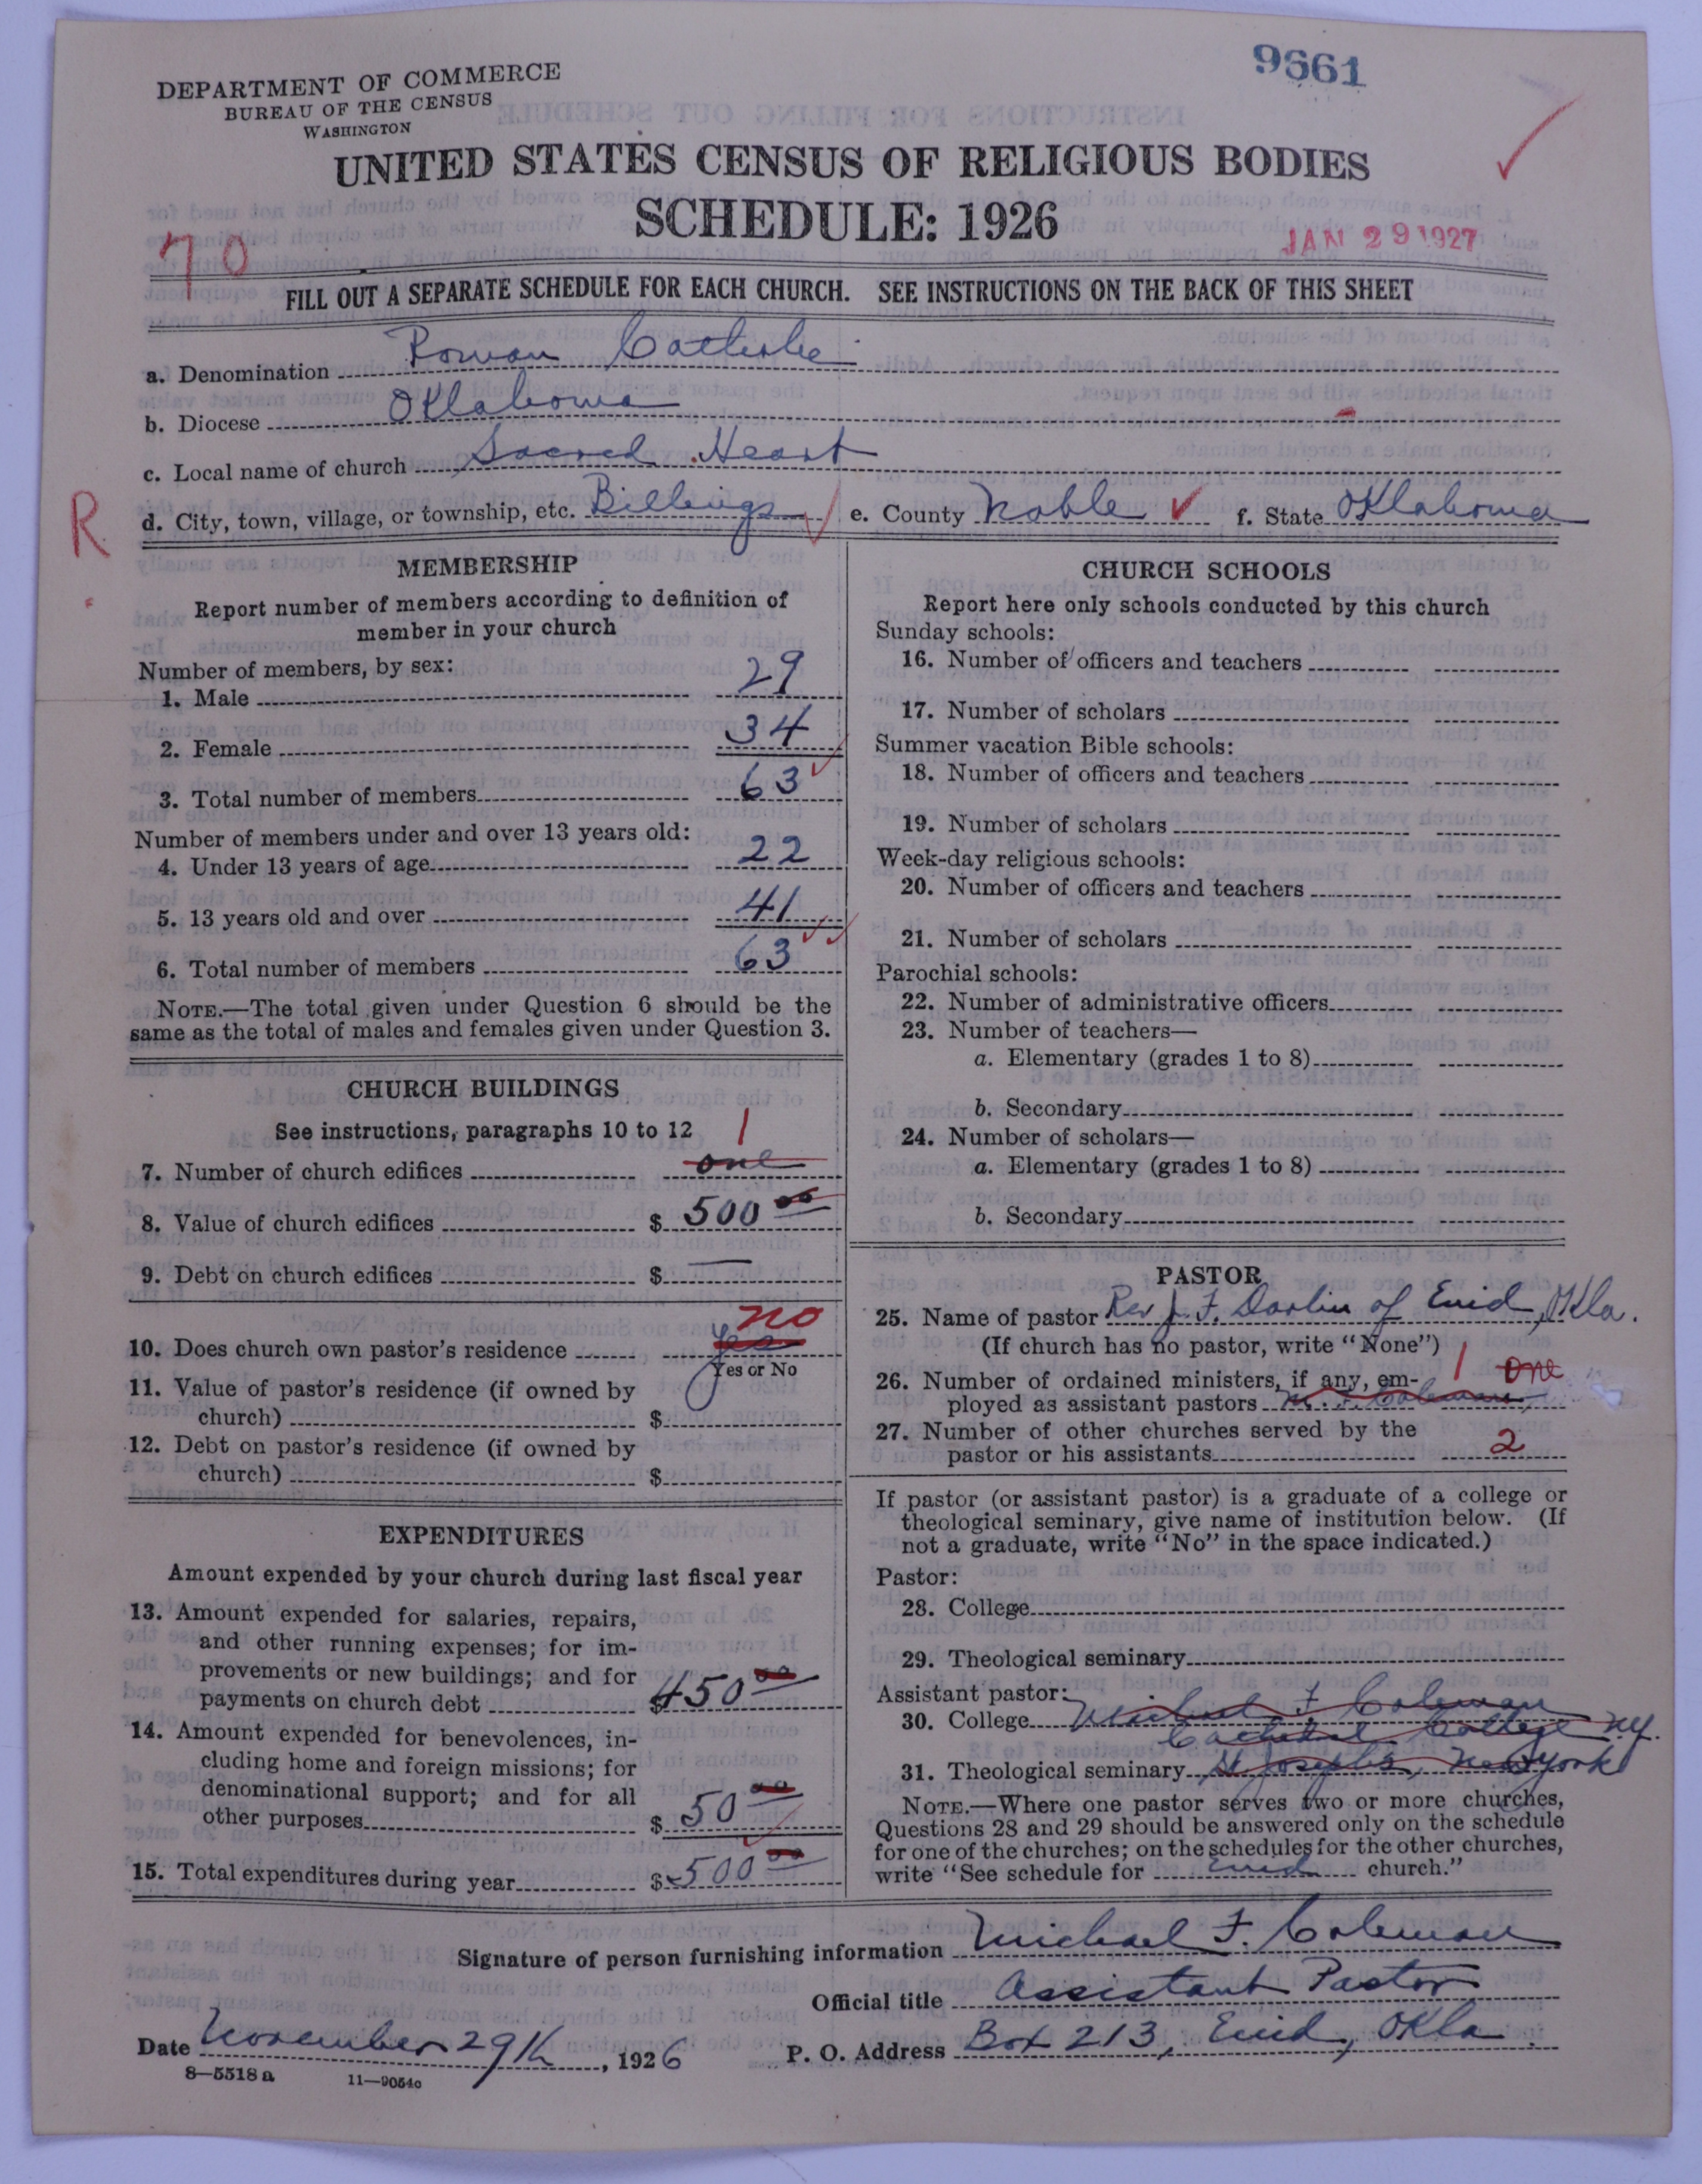 9661
DEPARTMENT OF COMMERCE
BUREAU OF THE CENSUS
WASHINGTON
UNITED STATES CENSUS OF RELIGIOUS BODIES
SCHEDULE: 1926
JAN 29 1927
70
FILL OUT A SEPARATE SCHEDULE FOR EACH CHURCH. SEE INSTRUCTIONS ON THE BACK OF THIS SHEET
a. Denomination Roman Catholic
b. Diocese Oklahoma
c. Local name of church Sacred Heart
R
d. City, town, village, or township, etc. Billings e. County Noble f. State Oklahoma
MEMBERSHIP
Report number of members according to definition of
member in your church
Number of members, by sex:
1. Male 29
2. Female 34
3. Total number of members 63
Number of members under and over 13 years old:
4. Under 13 years of age 22
5. 13 years old and over 41
6. Total number of members 63
NOTE.—The total given under Question 6 should be the
same as the total of males and females given under Question 3.
CHURCH BUILDINGS
See instructions, paragraphs 10 to 12 1
7. Number of church edifices one
8. Value of church edifices $ 500 00
9. Debt on church edifices $ —
no
10. Does church own pastor's residence yes
Yes or No
11. Value of pastor's residence (if owned by
church) $
12. Debt on pastor's residence (if owned by
church) $
EXPENDITURES
Amount expended by your church during last fiscal year
13. Amount expended for salaries, repairs,
and other running expenses; for im-
provements or new buildings; and for
payments on church debt $450 00
14. Amount expended for benevolences, in-
cluding home and foreign missions; for
denominational support; and for all
other purposes $ 50 00
15. Total expenditures during year $ 500 00
CHURCH SCHOOLS
Report here only schools conducted by this church
Sunday schools:
16. Number of officers and teachers
17. Number of scholars
Summer vacation Bible schools:
18. Number of officers and teachers
19. Number of scholars
Week-day religious schools:
20. Number of officers and teachers
21. Number of scholars
Parochial schools:
22. Number of administrative officers
23. Number of teachers—
a. Elementary (grades 1 to 8)
b. Secondary
24. Number of scholars—
a. Elementary (grades 1 to 8)
b. Secondary
PASTOR
25. Name of pastor Rev J. F. Davlin of Enid, Okla.
(If church has no pastor, write "None")
26. Number of ordained ministers, if any, em- 1 one
ployed as assistant pastors M. F. Coleman
27. Number of other churches served by the
pastor or his assistants 2
If pastor (or assistant pastor) is a graduate of a college or
theological seminary, give name of institution below. (If
not a graduate, write "No" in the space indicated.)
Pastor:
28. College
29. Theological seminary
Assistant pastor:
30. College Michael F Coleman
Cathedral College N.Y.
31. Theological seminary St Joseph's, New York
NOTE.—Where one pastor serves two or more churches,
Questions 28 and 29 should be answered only on the schedule
for one of the churches; on the schedules for the other churches,
write "See schedule for Enid church."
Signature of person furnishing information Michael F. Coleman
Official title Assistant Pastor
Date November 29th, 1926 P. O. Address Box 213, Enid, Okla.
8—5518 a 11—9054c